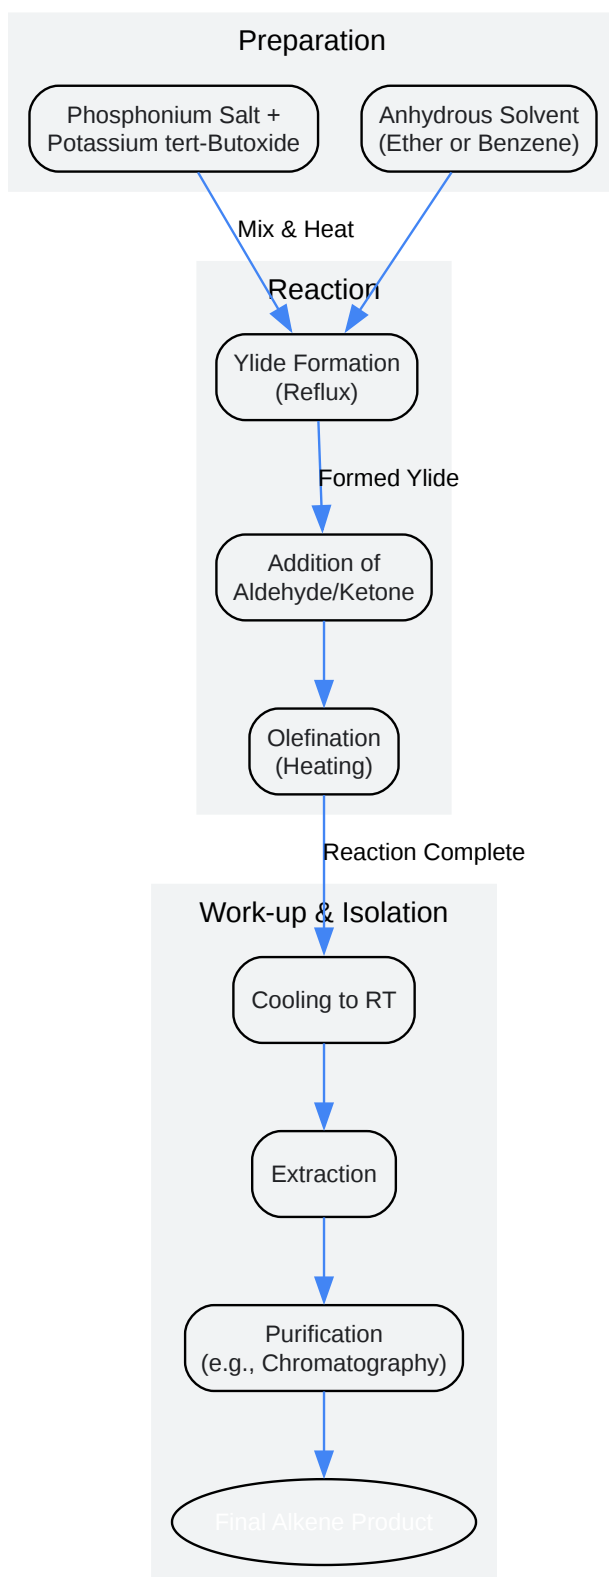 Preparation
Phosphonium Salt +
Potassium tert-Butoxide
Anhydrous Solvent
(Ether or Benzene)
Mix & Heat
Reaction
Ylide Formation
(Reflux)
Formed Ylide
Addition of
Aldehyde/Ketone
Olefination
(Heating)
Reaction Complete
Work-up & Isolation
Cooling to RT
Extraction
Purification
(e.g., Chromatography)
Final Alkene Product